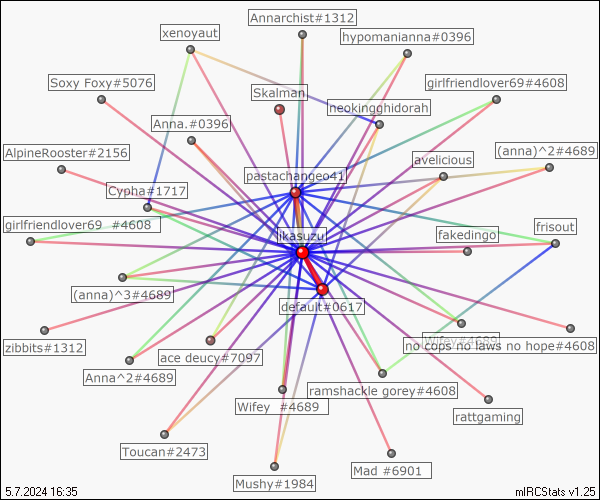 Annarchist#1312
xenoyaut
hypomanianna#0396
Soxy Foxy#5076
girlfriendlover69#4608
Skalman
neokingghidorah
Anna.#0396
AlpineRooster#2156
(anna)^2#4689
avelicious
pastachangeo41
Cypha#1717
girlfriendlover69  #4608
frisout
ikasuzu
fakedingo
(anna)^3#4689
default#0617
Wifey#4689
zibbits#1312
no cops no laws no hope#4608
ace deucy#7097
Anna^2#4689
ramshackle gorey#4608
Wifey  #4689
rattgaming
Toucan#2473
Mad #6901
Mushy#1984
5.7.2024 16:35
mIRCStats v1.25